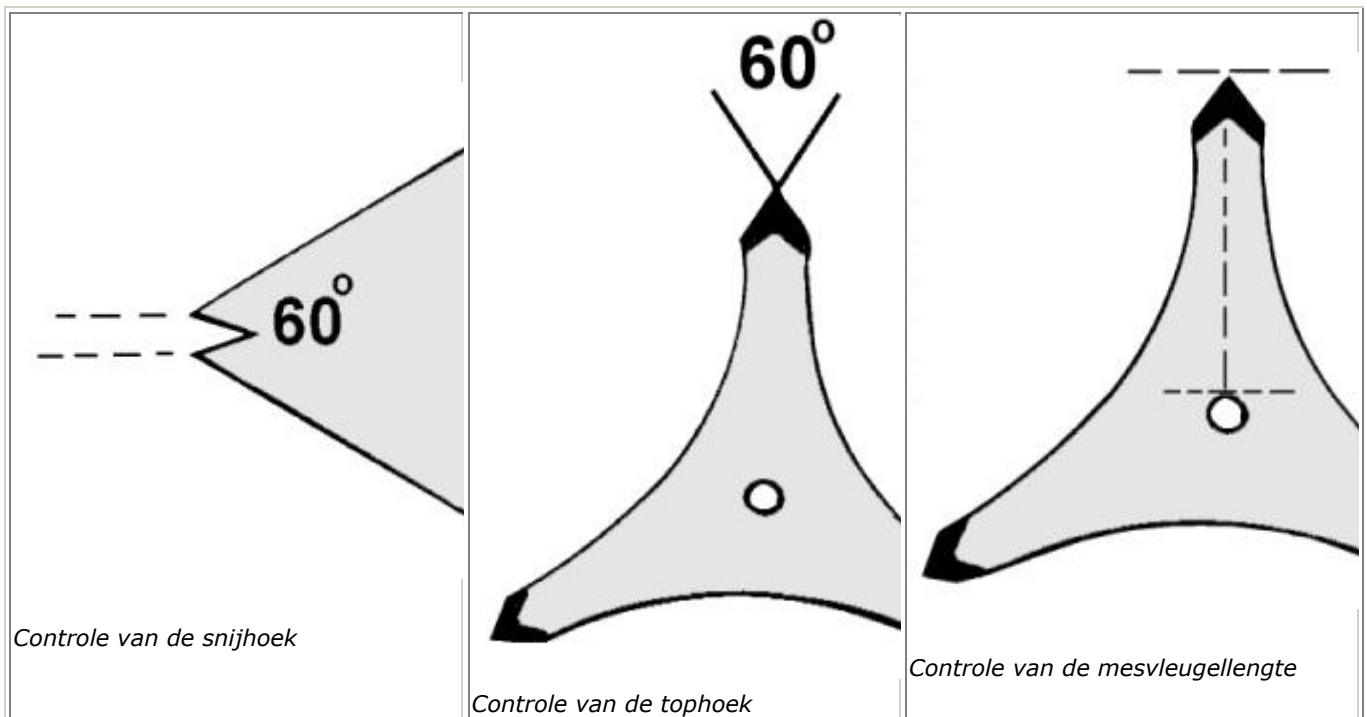 60°
Controle van de snijhoek
60°
Controle van de tophoek
Controle van de mesvleugellengte